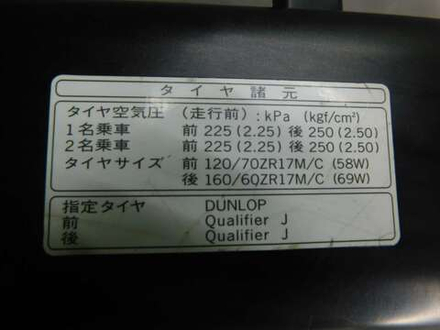 タイヤ諸元
タイヤ空気圧 (走行前) : kPa (kgf/cm²)
1名乗車 前 225 (2.25) 後 250 (2.50)
2名乗車 前 225 (2.25) 後 250 (2.50)
タイヤサイズ 前 120/70ZR17M/C (58W)
後 160/60ZR17M/C (69W)
指定タイヤ DUNLOP
前 Qualifier J
後 Qualifier J